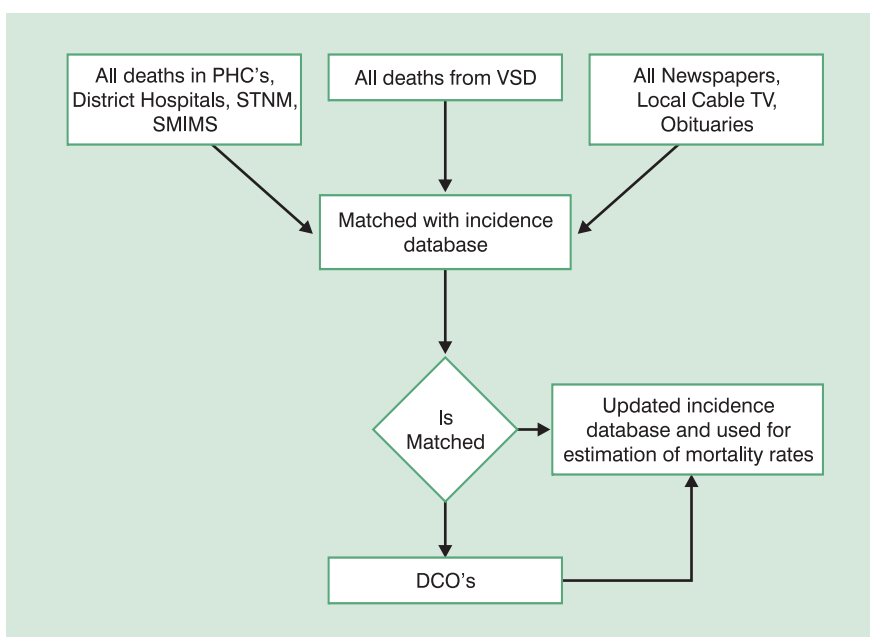 All deaths in PHC's,
District Hospitals, STNM,
SMIMS
All deaths from VSD
All Newspapers,
Local Cable TV,
Obituaries
Matched with incidence
database
Is
Matched
Updated incidence
database and used for
estimation of mortality rates
DCO's